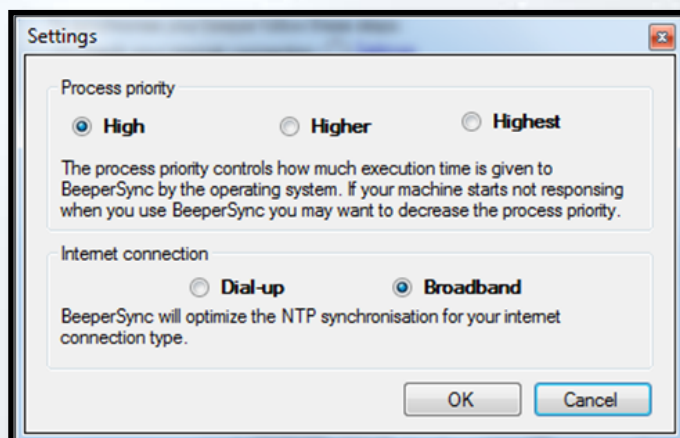 Settings
Process priority
High Higher Highest
The process priority controls how much execution time is given to
BeeperSync by the operating system. If your machine starts not responsing
when you use BeeperSync you may want to decrease the process priority.
Internet connection
Dial-up Broadband
BeeperSync will optimize the NTP synchronisation for your internet
connection type.
OK Cancel